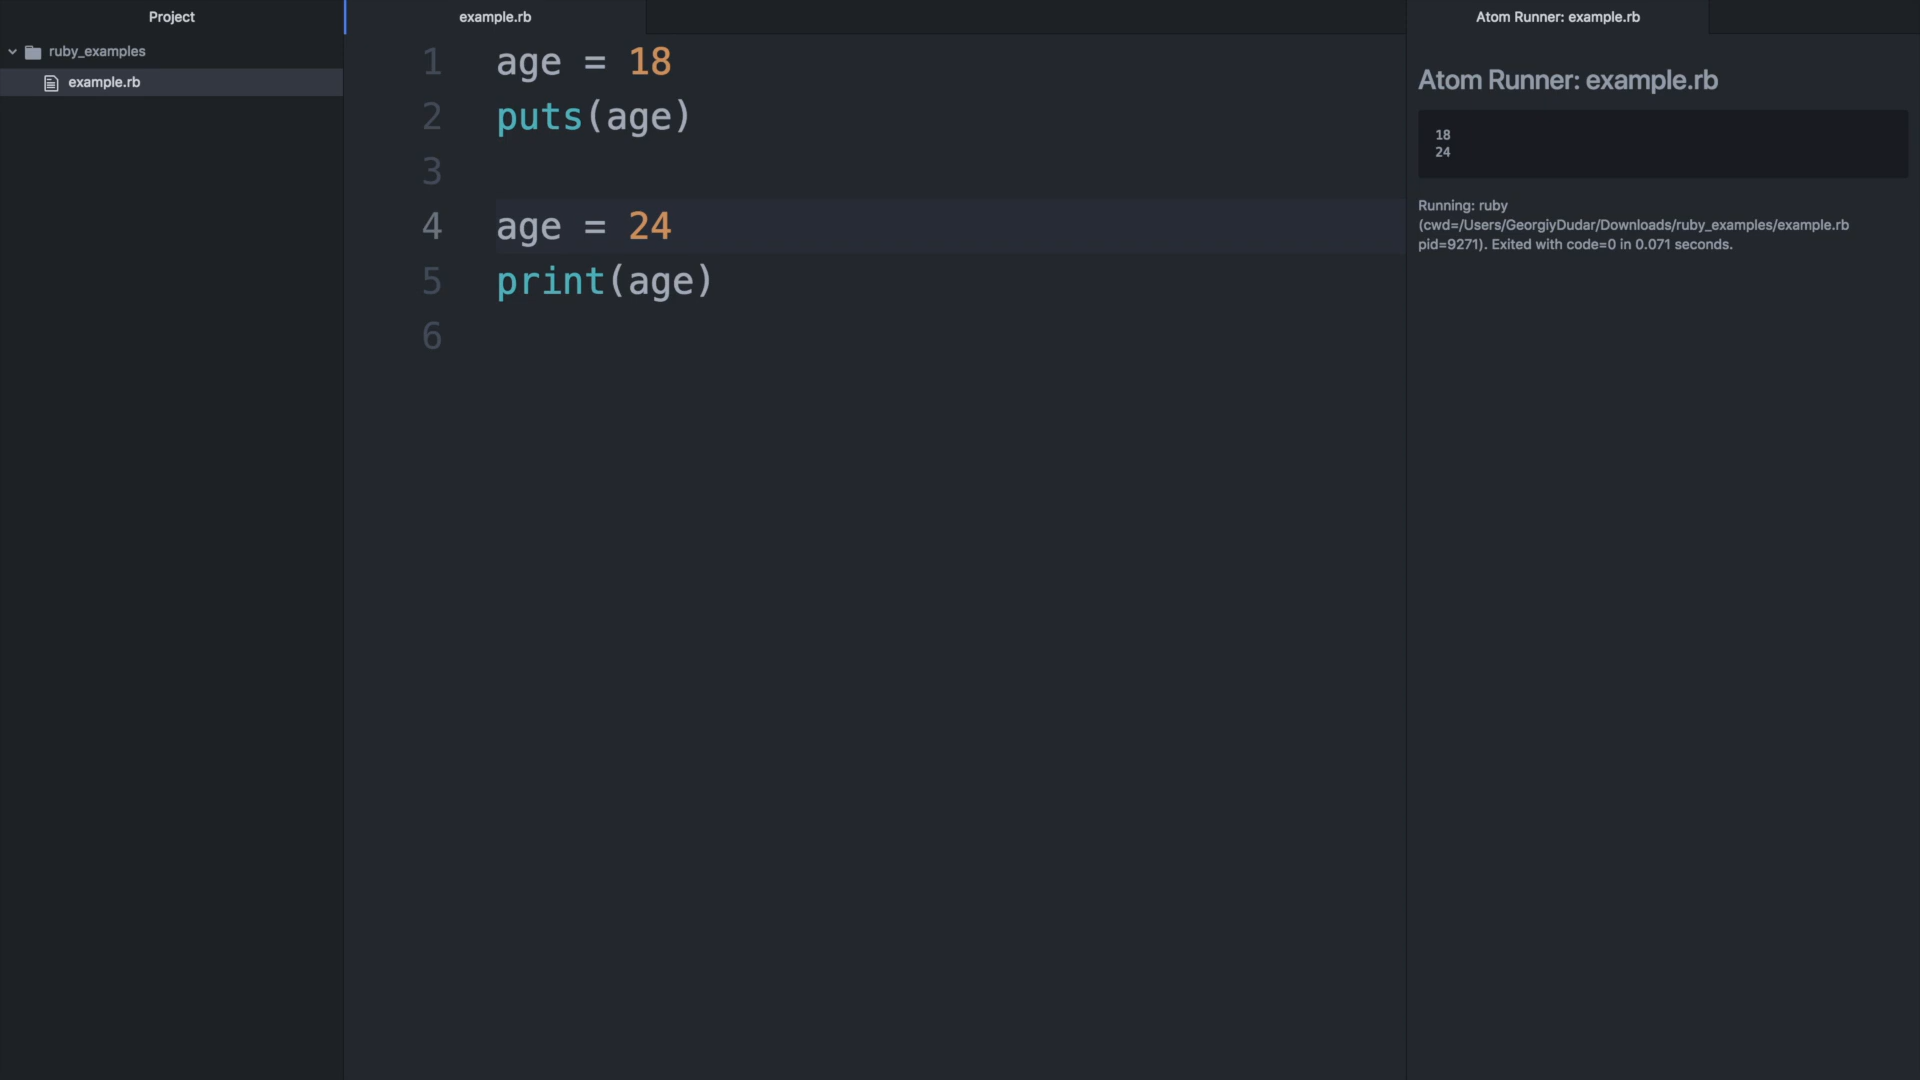 Project
ruby_examples
example.rb
example.rb
1 age = 18
2 puts(age)
3
4 age = 24
5 print(age)
6
Atom Runner: example.rb
Atom Runner: example.rb
18
24
Running: ruby
(cwd=/Users/GeorgiyDudar/Downloads/ruby_examples/example.rb
pid=9271). Exited with code=0 in 0.071 seconds.